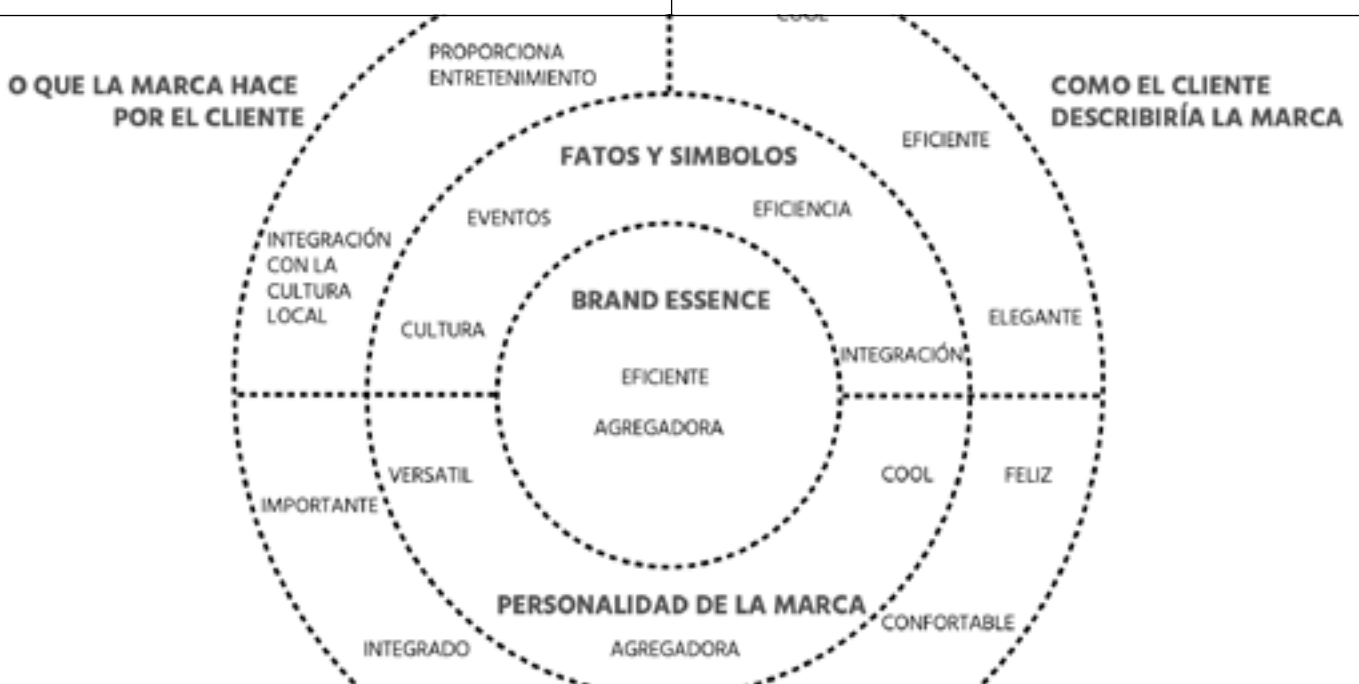 COOL
PROPORCIONA
ENTRETENIMIENTO
O QUE LA MARCA HACE
POR EL CLIENTE
COMO EL CLIENTE
DESCRIBIRÍA LA MARCA
EFICIENTE
FATOS Y SIMBOLOS
EFICIENCIA
EVENTOS
INTEGRACIÓN
CON LA
CULTURA
LOCAL
BRAND ESSENCE
ELEGANTE
CULTURA
INTEGRACIÓN
EFICIENTE
AGREGADORA
VERSATIL
COOL
FELIZ
IMPORTANTE
PERSONALIDAD DE LA MARCA
CONFORTABLE
INTEGRADO
AGREGADORA